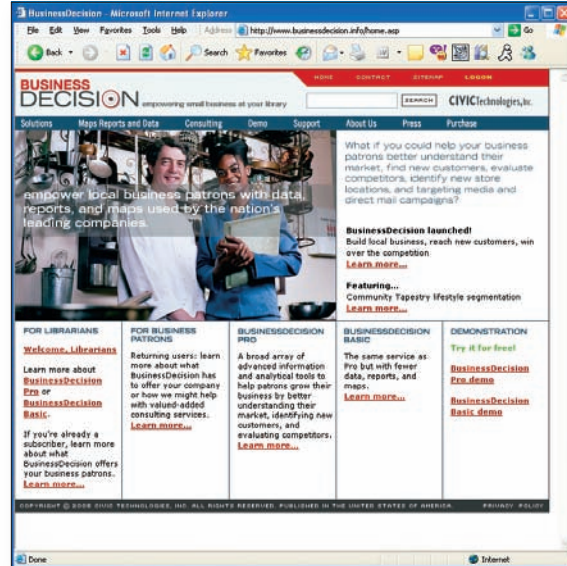 BusinessDecision - Microsoft Internet Explorer
File Edit View Favorites Tools Help Address http://www.businessdecision.info/home.asp Go
Back Search Favorites
HOME CONTACT SITEMAP LOGON
BUSINESS
DECISION empowering small business at your library SEARCH CIVICTechnologies, Inc.
Solutions Maps Reports and Data Consulting Demo Support About Us Press Purchase
empower local business patrons with data,
reports, and maps used by the nation's
leading companies.
What if you could help your business
patrons better understand their
market, find new customers, evaluate
competitors, identify new store
locations, and targeting media and
direct mail campaigns?
BusinessDecision launched!
Build local business, reach new customers, win
over the competition
Learn more...
Featuring...
Community Tapestry lifestyle segmentation
Learn more...
FOR LIBRARIANS
Welcome, Librarians
Learn more about
BusinessDecision
Pro or
BusinessDecision
Basic.
If you're already a
subscriber, learn more
about what
BusinessDecision offers
your business patrons.
Learn more...
FOR BUSINESS
PATRONS
Returning users: learn
more about what
BusinessDecision has
to offer your company
or how we might help
with valued-added
consulting services.
Learn more...
BUSINESSDECISION
PRO
A broad array of
advanced information
and analytical tools to
help patrons grow their
business by better
understanding their
market, identifying new
customers, and
evaluating competitors.
Learn more...
BUSINESSDECISION
BASIC
The same service as
Pro but with fewer
data, reports, and
maps.
Learn more...
DEMONSTRATION
Try it for free!
BusinessDecision
Pro demo
BusinessDecision
Basic demo
COPYRIGHT © 2006 CIVIC TECHNOLOGIES, INC. ALL RIGHTS RESERVED. PUBLISHED IN THE UNITED STATES OF AMERICA. PRIVACY POLICY
Done Internet